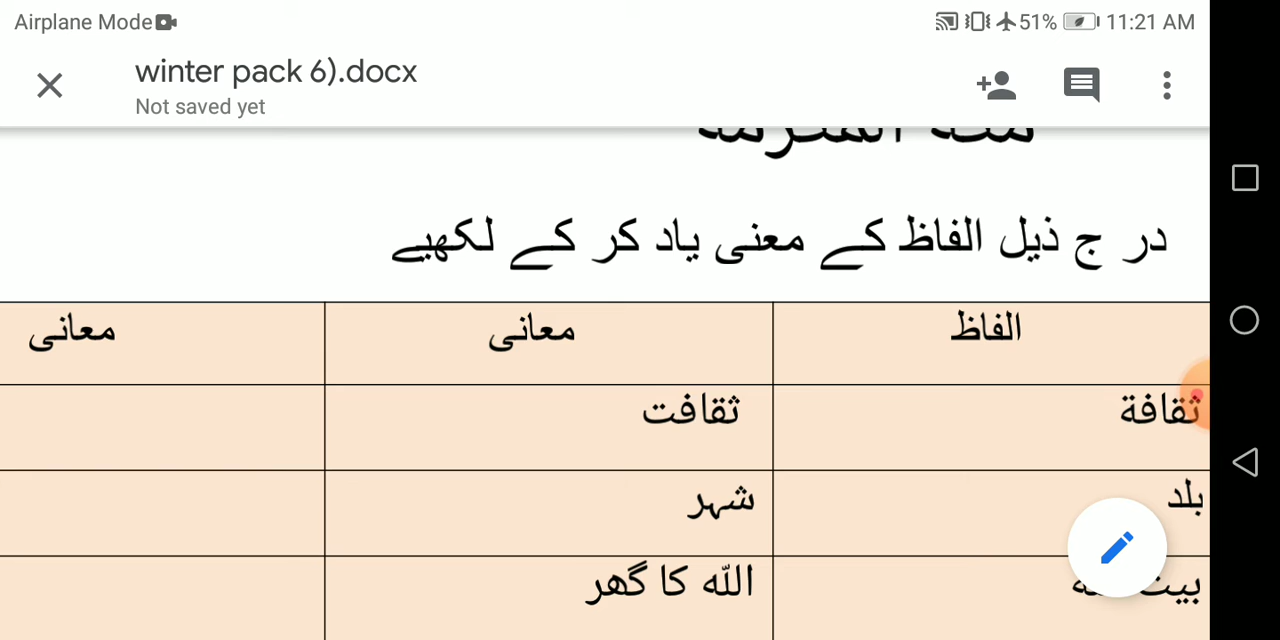 Airplane Mode
51% 11:21 AM
winter pack 6).docx
Not saved yet
در ج ذیل الفاظ کے معنی یاد کر کے لکھیے
الفاظ معانی معانی
ثقافة ثقافت
بلد شہر
اللّٰہ کا گھر